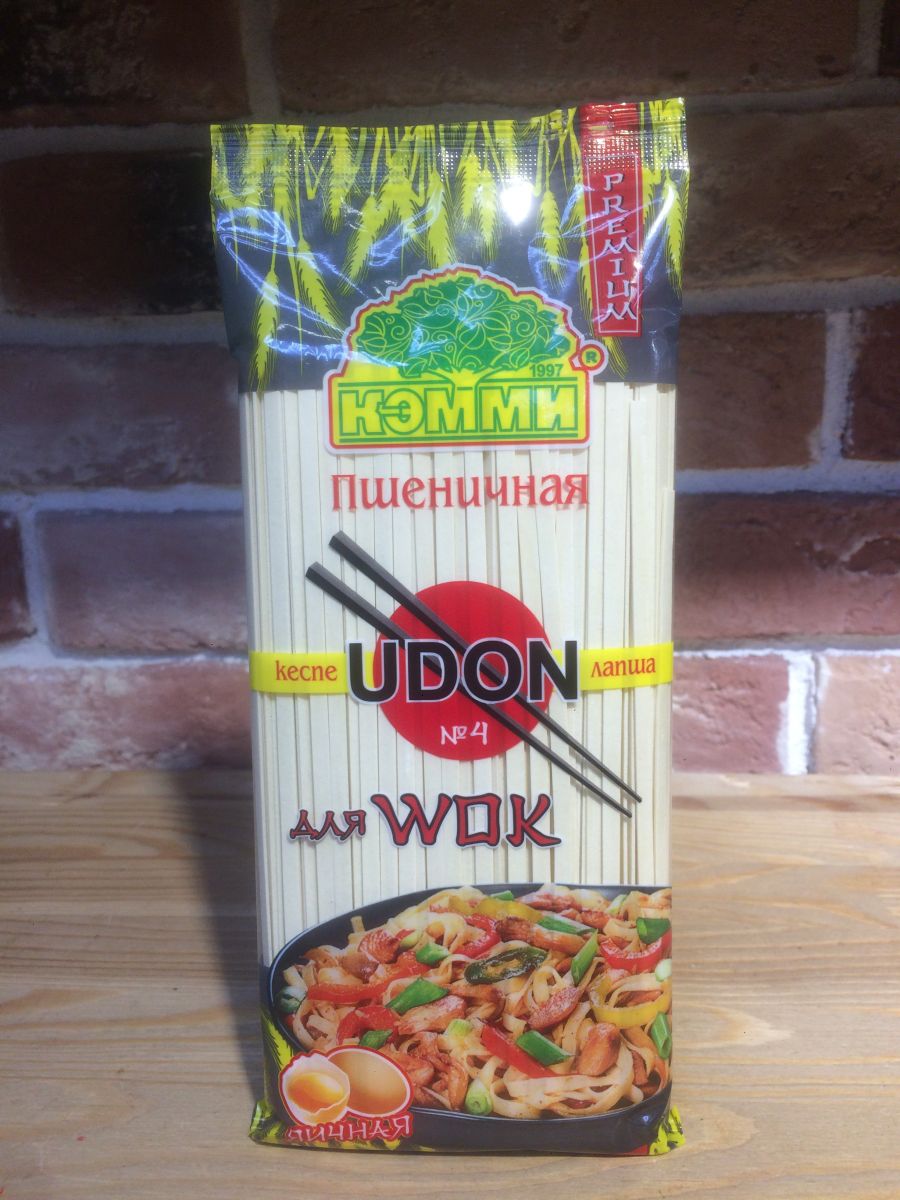 PREMIUM
1997
®
КЭММИ
Пшеничная
кеспе UDON лапша
№4
для WOK
ЯИЧНАЯ